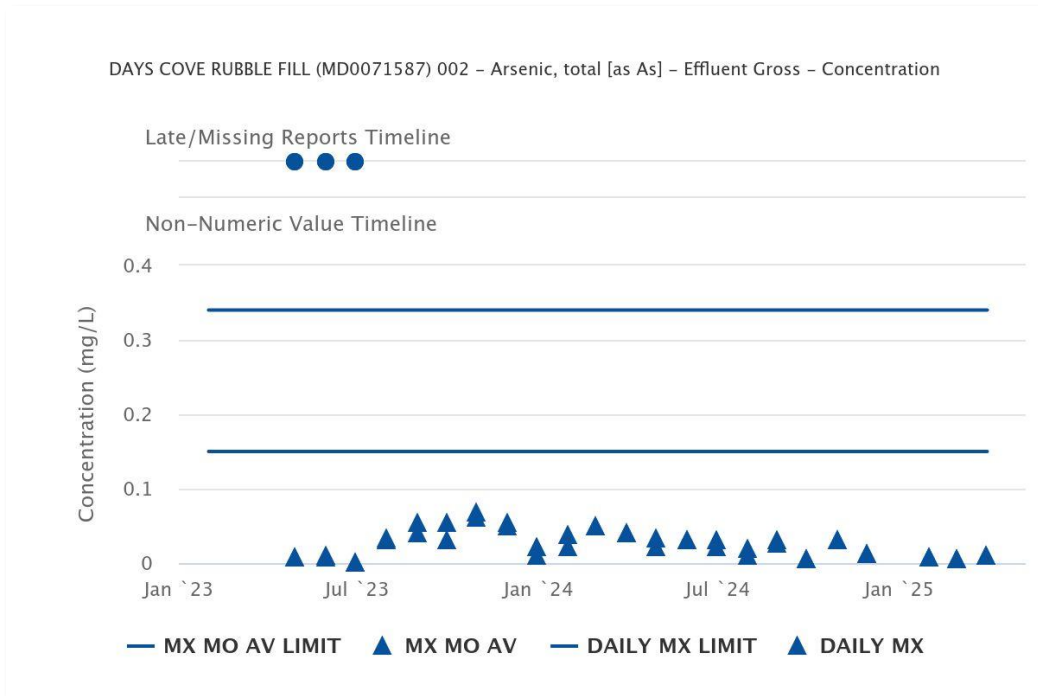 DAYS COVE RUBBLE FILL (MD0071587) 002 – Arsenic, total [as As] – Effluent Gross – Concentration
Late/Missing Reports Timeline
Non-Numeric Value Timeline
Concentration (mg/L)
0.4
0.3
0.2
0.1
0
Jan `23 Jul `23 Jan `24 Jul `24 Jan `25
MX MO AV LIMIT MX MO AV DAILY MX LIMIT DAILY MX